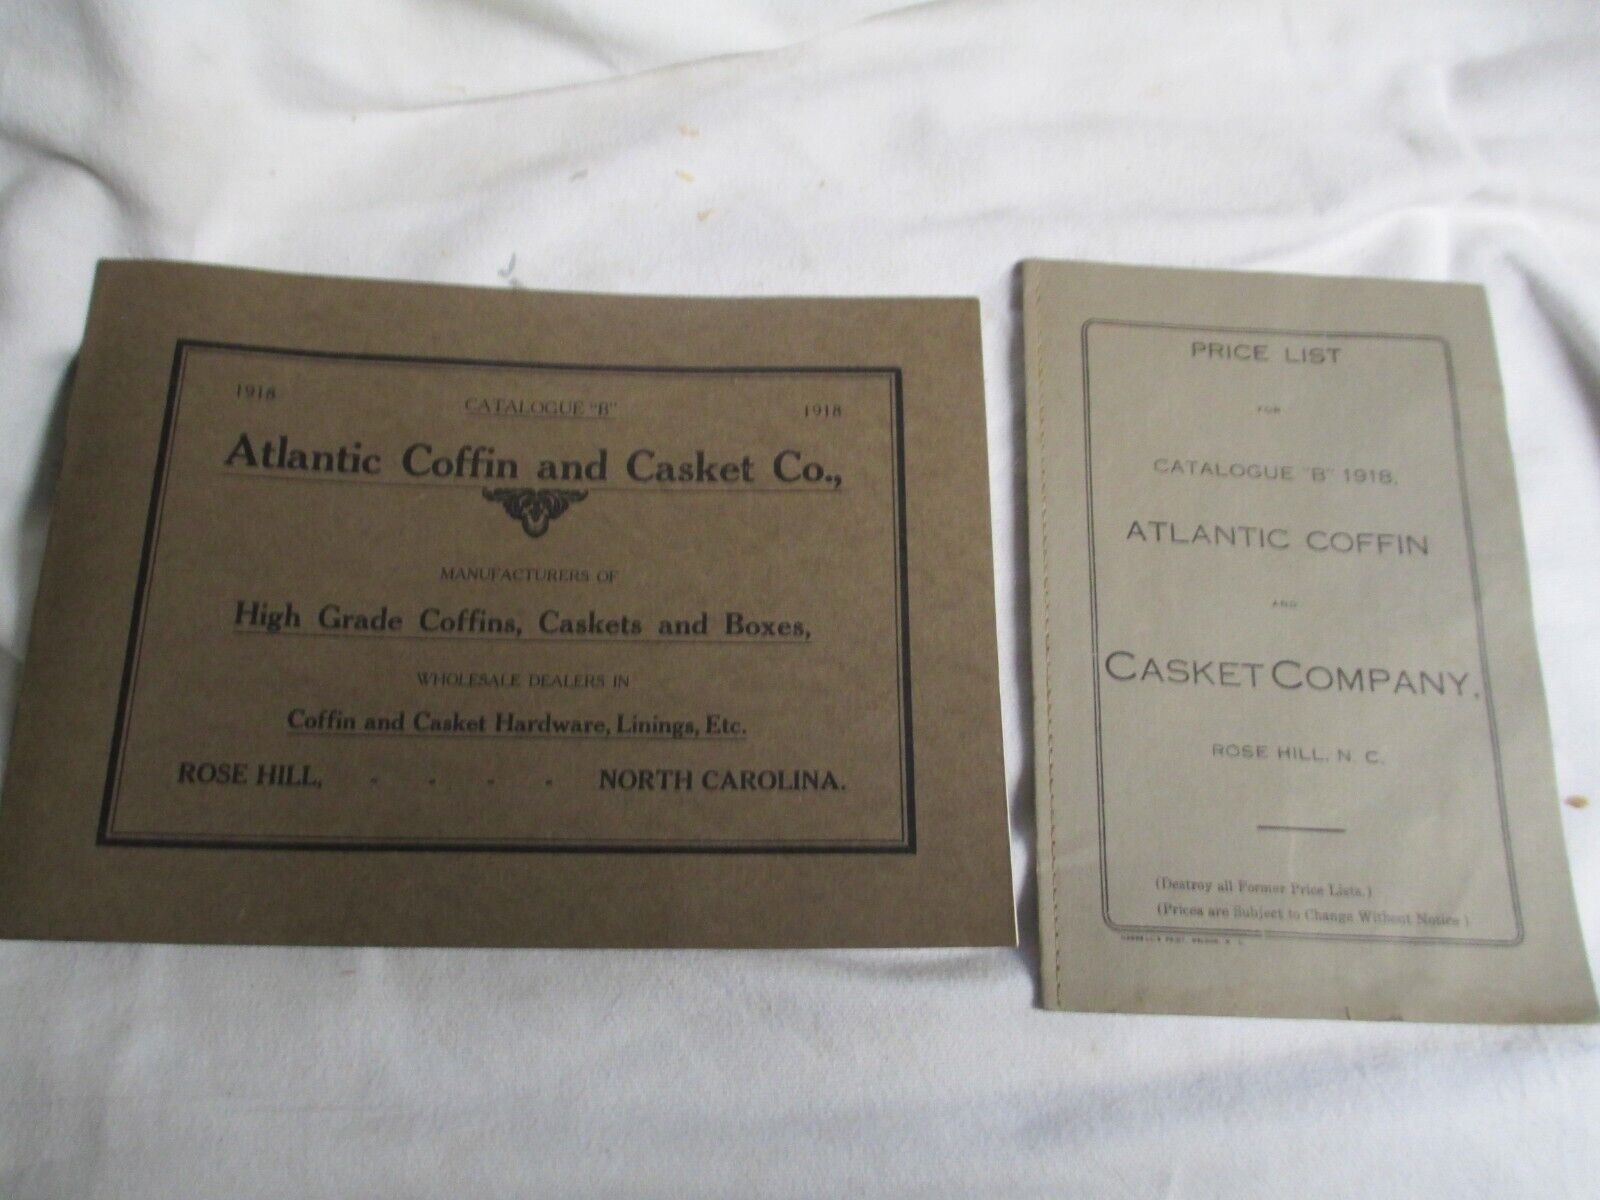 1918 CATALOGUE "B" 1918
Atlantic Coffin and Casket Co.,
MANUFACTURERS OF
High Grade Coffins, Caskets and Boxes,
WHOLESALE DEALERS IN
Coffin and Casket Hardware, Linings, Etc.
ROSE HILL, - - - - NORTH CAROLINA.
PRICE LIST
FOR
CATALOGUE "B" 1918.
ATLANTIC COFFIN
AND
CASKET COMPANY.
ROSE HILL, N. C.
(Destroy all Former Price Lists.)
(Prices are Subject to Change Without Notice.)